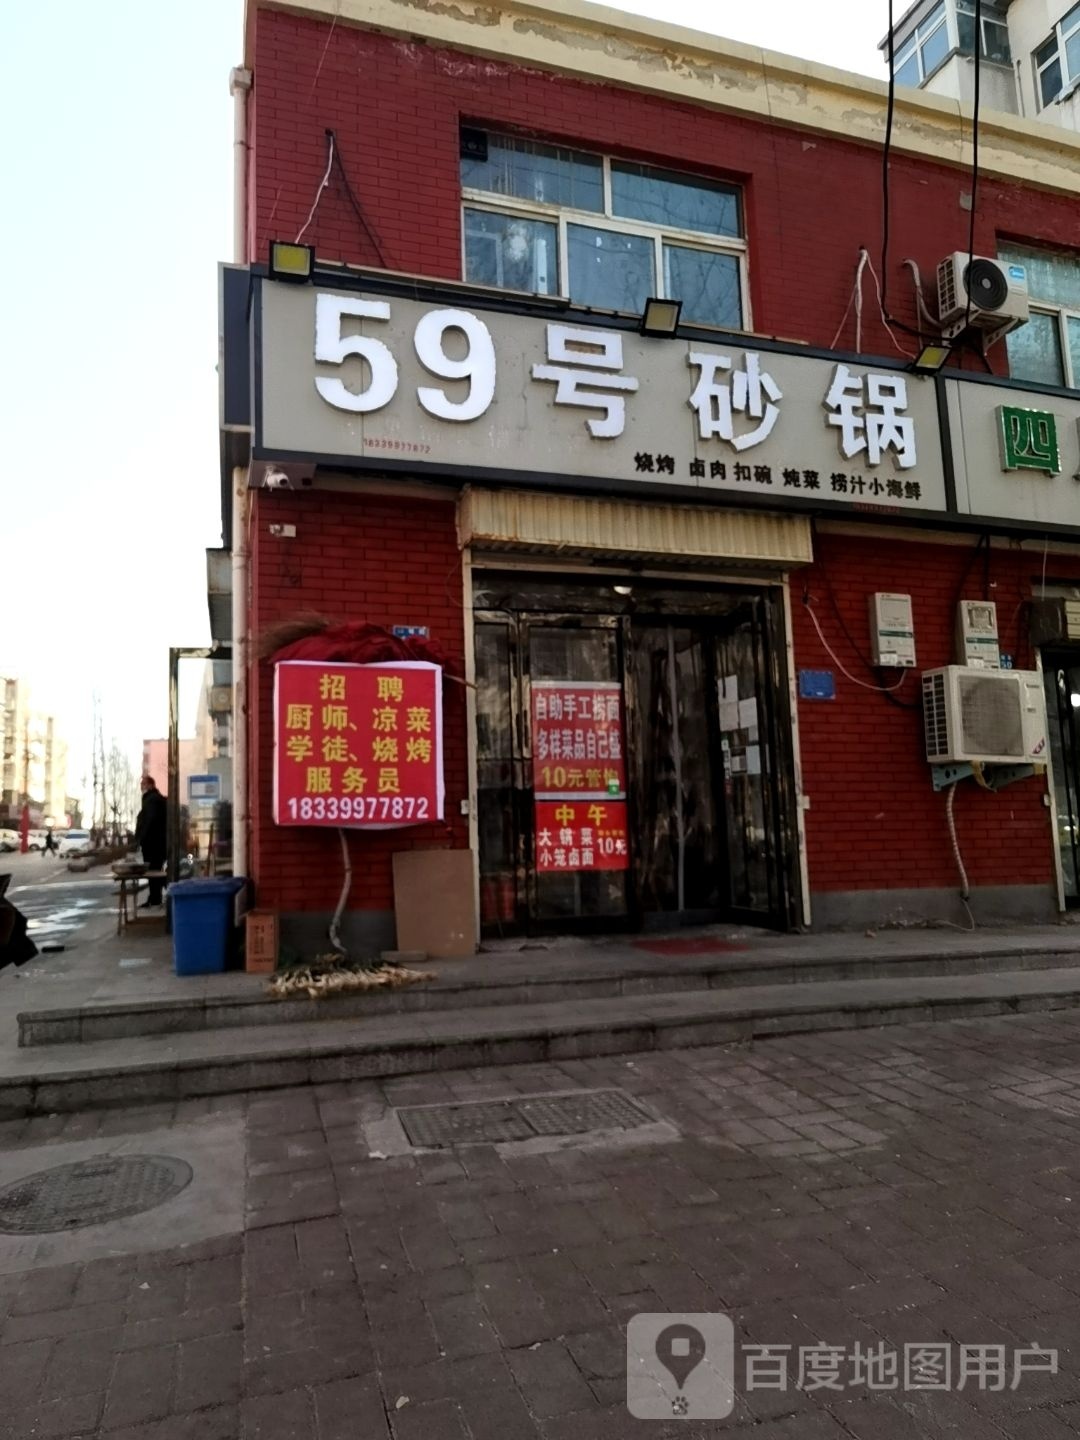 59号砂锅
18339977872
烧烤 卤肉 扣碗 炖菜 捞汁小海鲜
18339977872
四
招聘
厨师、凉菜
学徒、烧烤
服务员
18339977872
自助手工捞面
多样菜品自己盛
10元管饱
中午
大锅菜
小笼卤面
10元
百度地图用户